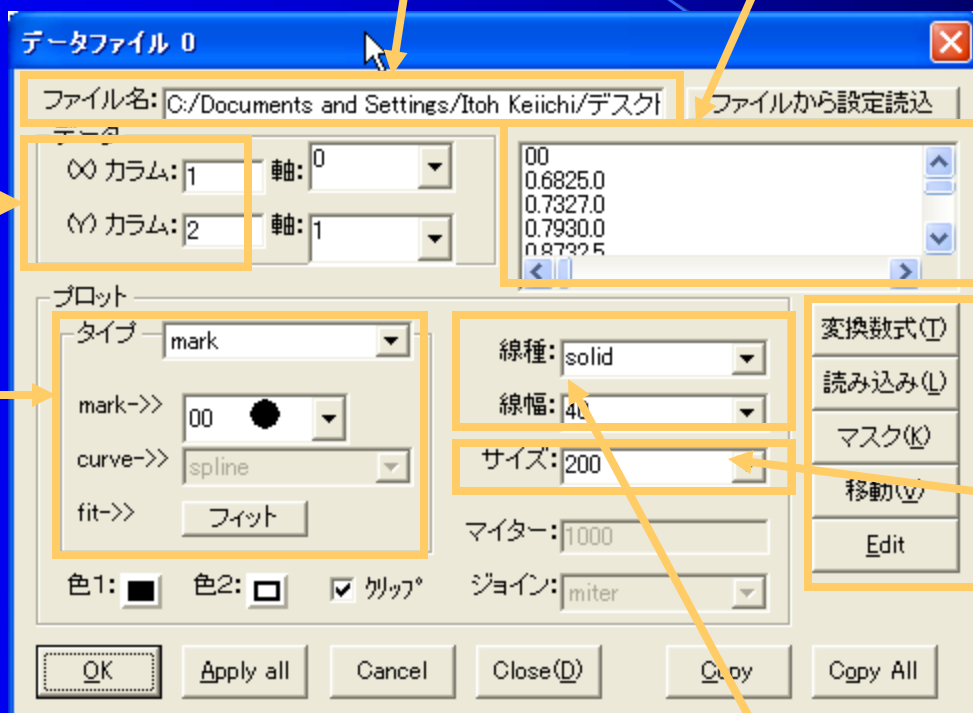 データファイル 0
ファイル名: C:/Documents and Settings/Itoh Keiichi/デスクト
ファイルから設定読込
データ
(X) カラム: 1 軸: 0
(Y) カラム: 2 軸: 1
00
0.6825.0
0.7327.0
0.7930.0
0.8732.5
プロット
タイプ mark
mark->> 00
curve->> spline
fit->> フィット
線種: solid
線幅: 40
サイズ: 200
マイター: 1000
ジョイン: miter
色1: 色2: クリップ
変換数式(T)
読み込み(L)
マスク(K)
移動(V)
Edit
OK Apply all Cancel Close(D) Copy Copy All